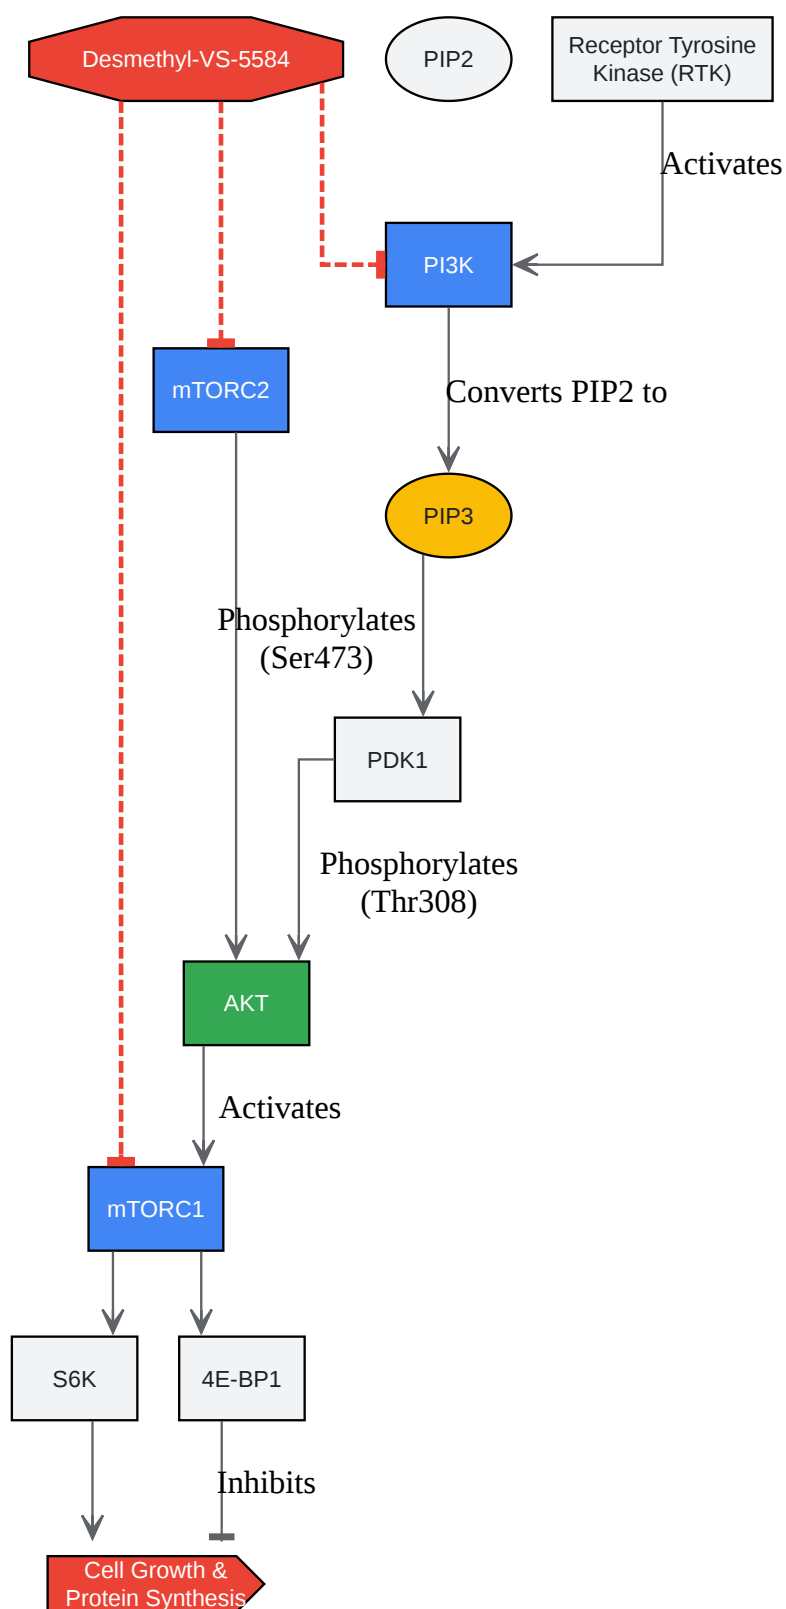 Desmethyl-VS-5584
PIP2
Receptor Tyrosine
Kinase (RTK)
Activates
PI3K
mTORC2
Converts PIP2 to
PIP3
Phosphorylates
(Ser473)
PDK1
Phosphorylates
(Thr308)
AKT
Activates
mTORC1
S6K
4E-BP1
Inhibits
Cell Growth &
Protein Synthesis